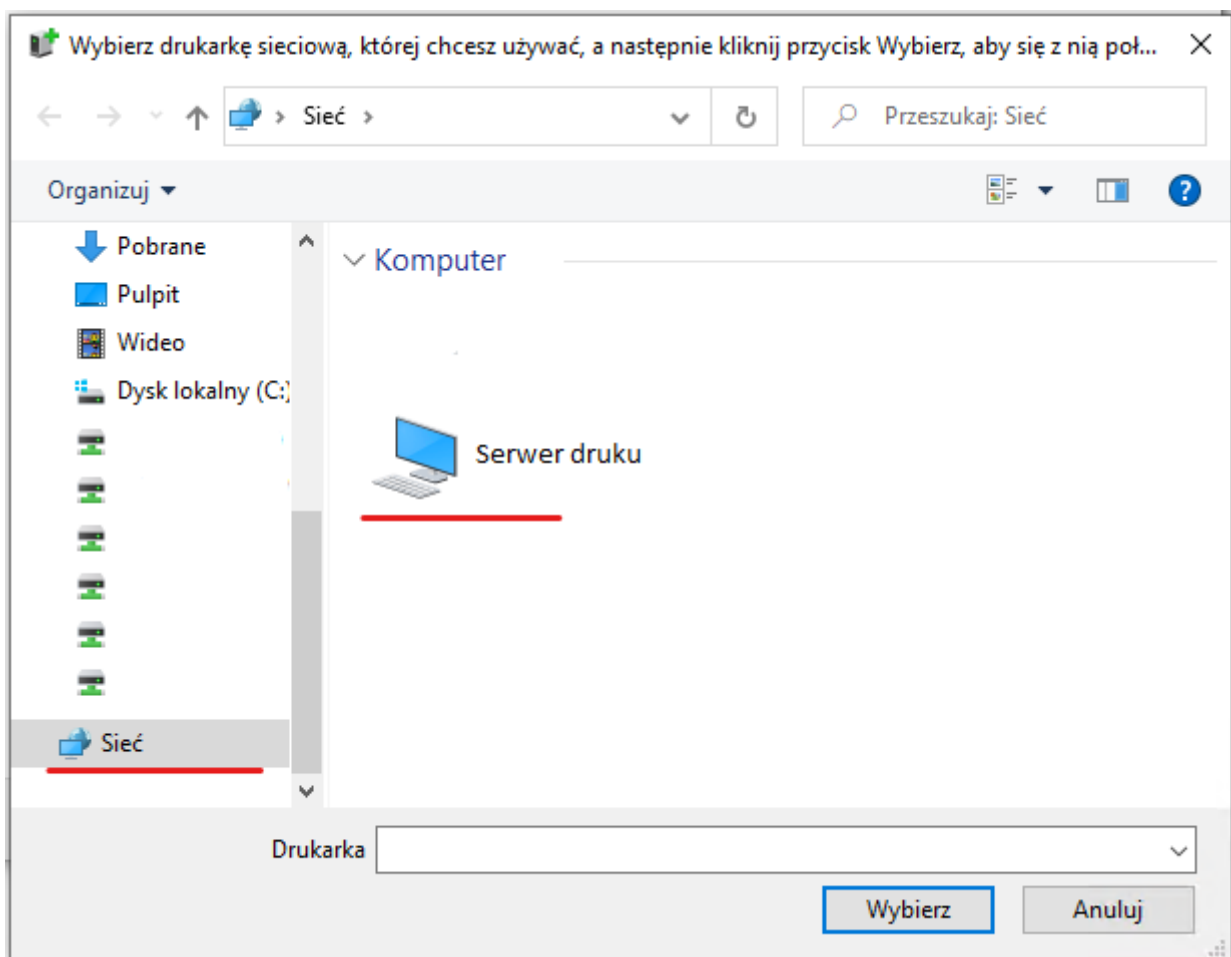 Wybierz drukarkę sieciową, której chcesz używać, a następnie kliknij przycisk Wybierz, aby się z nią poł...
Sieć
Przeszukaj: Sieć
Organizuj
Pobrane
Pulpit
Wideo
Dysk lokalny (C:)
Sieć
Komputer
Serwer druku
Drukarka
Wybierz
Anuluj